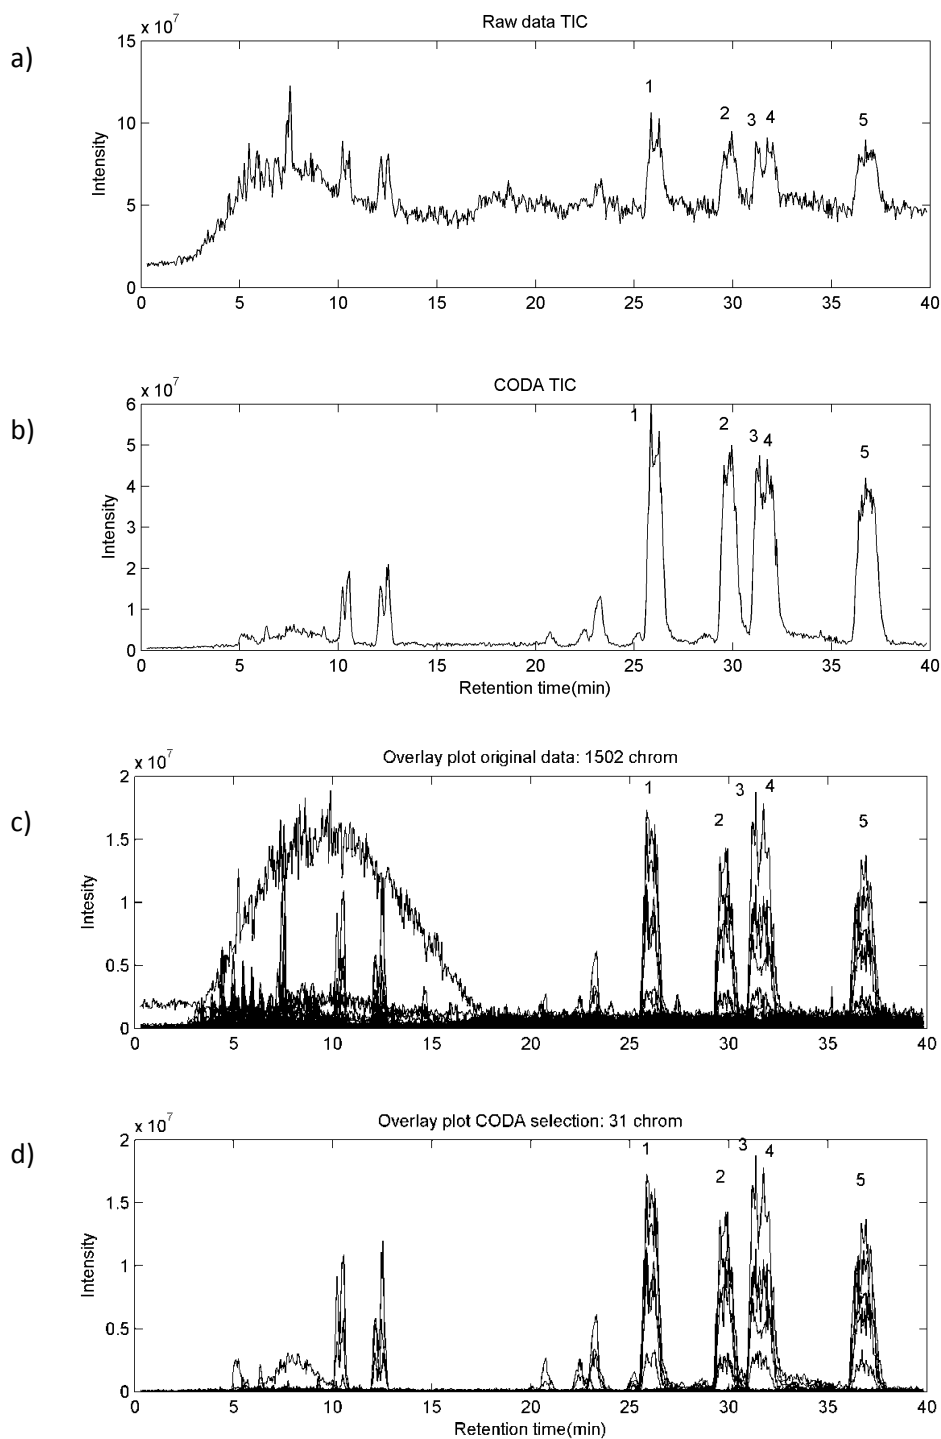 a)
Raw data TIC
x 10^7
15
10
5
0
Intensity
1
2
3
4
5
0 5 10 15 20 25 30 35 40
b)
CODA TIC
x 10^7
6
5
4
3
2
1
0
Intensity
1
2
3
4
5
0 5 10 15 20 25 30 35 40
Retention time(min)
c)
Overlay plot original data: 1502 chrom
x 10^7
2
1.5
1
0.5
0
Intesity
1
2
3
4
5
0 5 10 15 20 25 30 35 40
d)
Overlay plot CODA selection: 31 chrom
x 10^7
2
1.5
1
0.5
0
Intensity
1
2
3
4
5
0 5 10 15 20 25 30 35 40
Retention time(min)